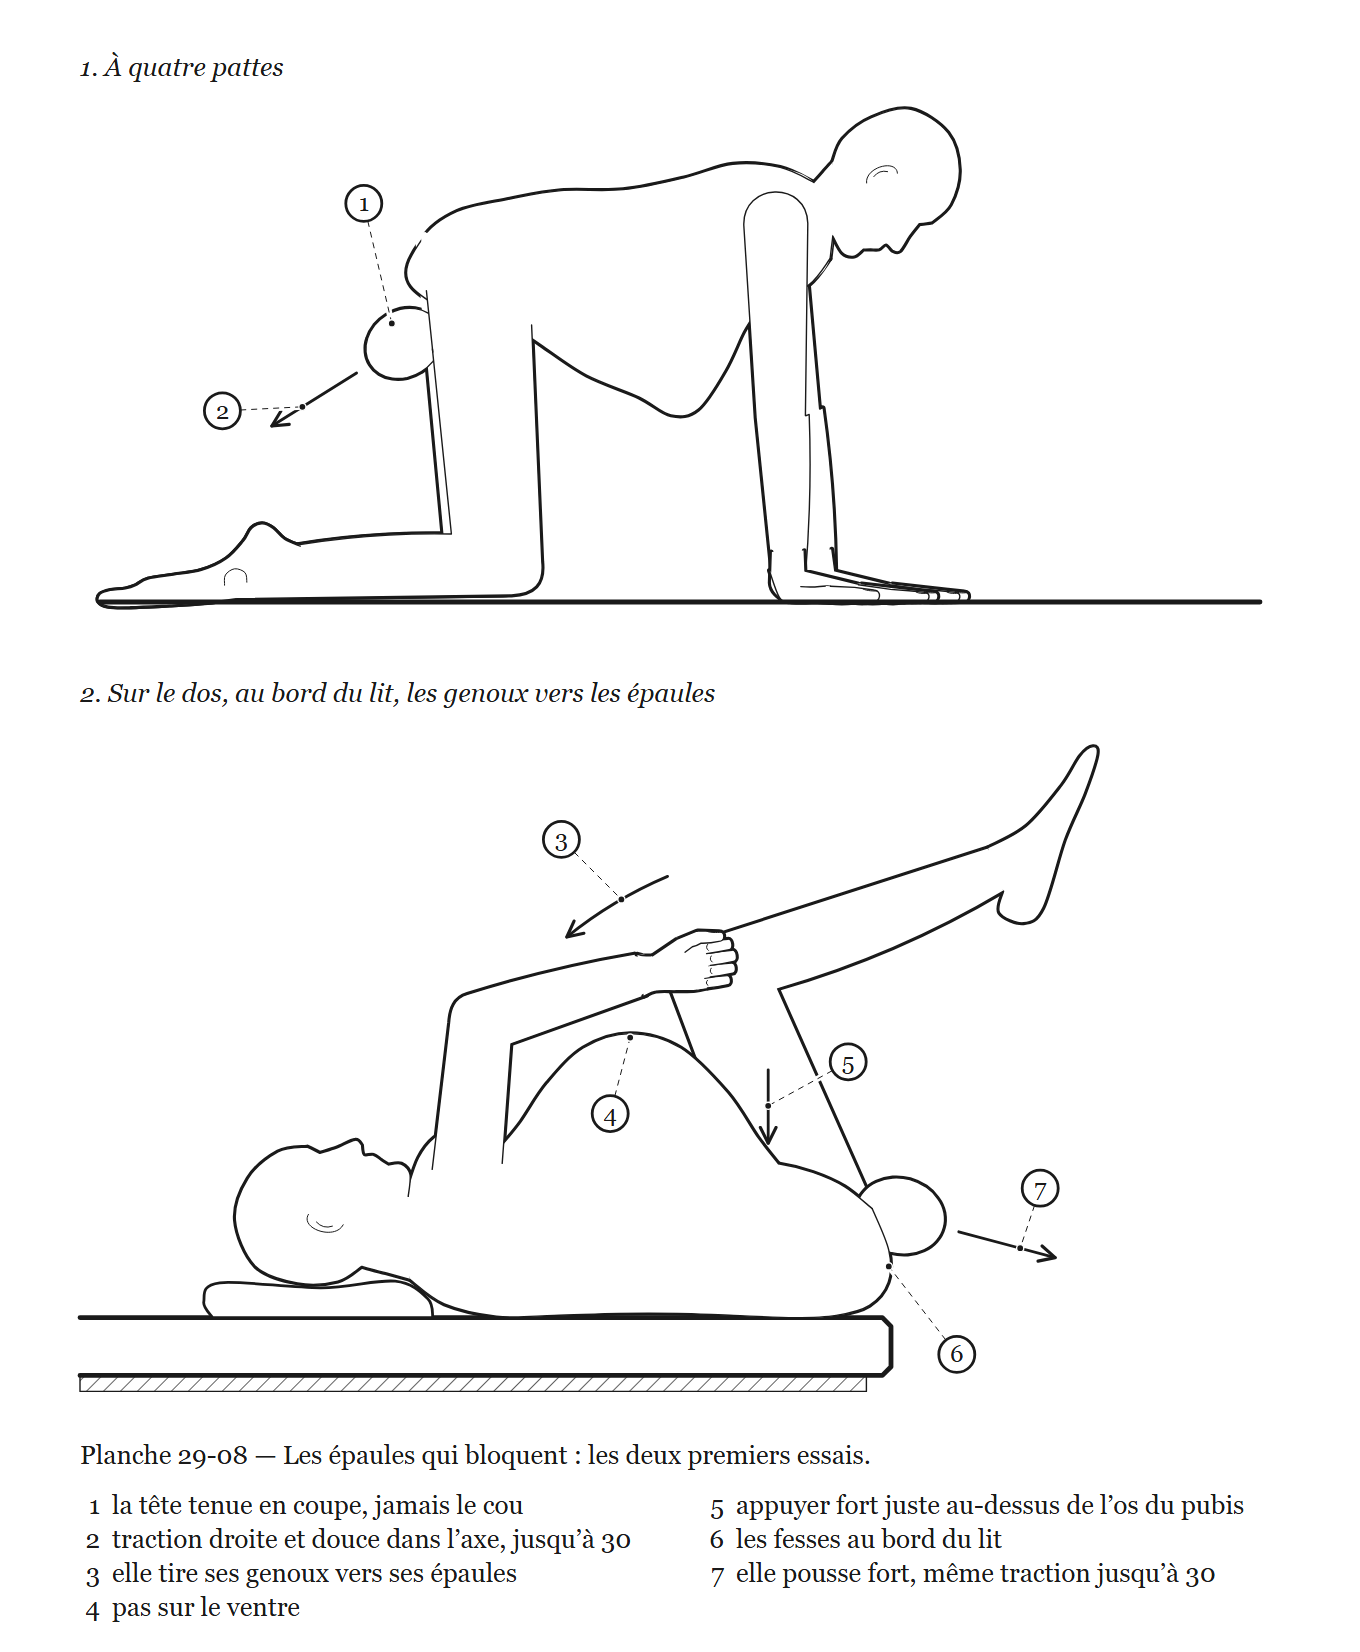 1. À quatre pattes
1
2
2. Sur le dos, au bord du lit, les genoux vers les épaules
3
5
4
7
6
Planche 29-08 — Les épaules qui bloquent : les deux premiers essais.
1 la tête tenue en coupe, jamais le cou
2 traction droite et douce dans l’axe, jusqu’à 30
3 elle tire ses genoux vers ses épaules
4 pas sur le ventre
5 appuyer fort juste au-dessus de l’os du pubis
6 les fesses au bord du lit
7 elle pousse fort, même traction jusqu’à 30